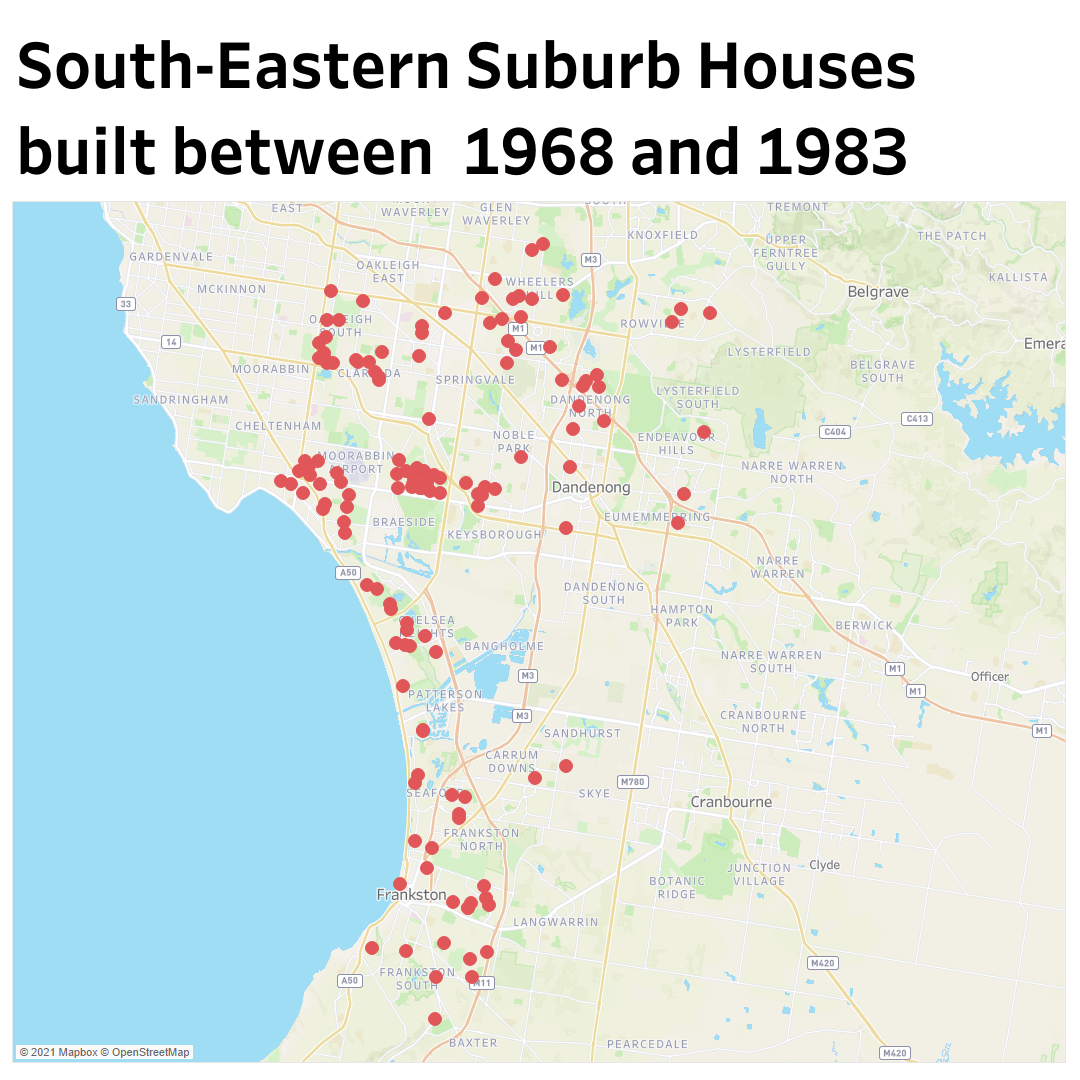 South-Eastern Suburb Houses
built between  1968 and 1983
EAST
WAVERLEY
GLEN
WAVERLEY
TREMONT
GARDENVALE
KNOXFIELD
UPPER
FERNTREE
GULLY
THE PATCH
OAKLEIGH
EAST
M3
KALLISTA
MCKINNON
WHEELERS
HILL
Belgrave
33
SOUTH
M1
ROWVILLE
14
M1
Emera
LYSTERFIELD
MOORABBIN
CLARINDA
SPRINGVALE
BELGRAVE
SOUTH
SANDRINGHAM
DANDENONG
NORTH
LYSTERFIELD
SOUTH
CHELTENHAM
C413
C404
NOBLE
PARK
ENDEAVOUR
HILLS
MOORABBIN
AIRPORT
NARRE WARREN
NORTH
Dandenong
BRAESIDE
EUMEMMERRING
KEYSBOROUGH
A50
NARRE
WARREN
DANDENONG
SOUTH
HAMPTON
PARK
CHELSEA
HEIGHTS
BERWICK
BANGHOLME
NARRE WARREN
SOUTH
M1
M3
Officer
M1
PATTERSON
LAKES
M3
CRANBOURNE
NORTH
M1
SANDHURST
CARRUM
DOWNS
M780
SEAFORD
SKYE
Cranbourne
FRANKSTON
NORTH
JUNCTION
VILLAGE
Clyde
BOTANIC
RIDGE
Frankston
LANGWARRIN
M420
FRANKSTON
SOUTH
A50
M11
BAXTER
PEARCEDALE
M420
© 2021 Mapbox © OpenStreetMap